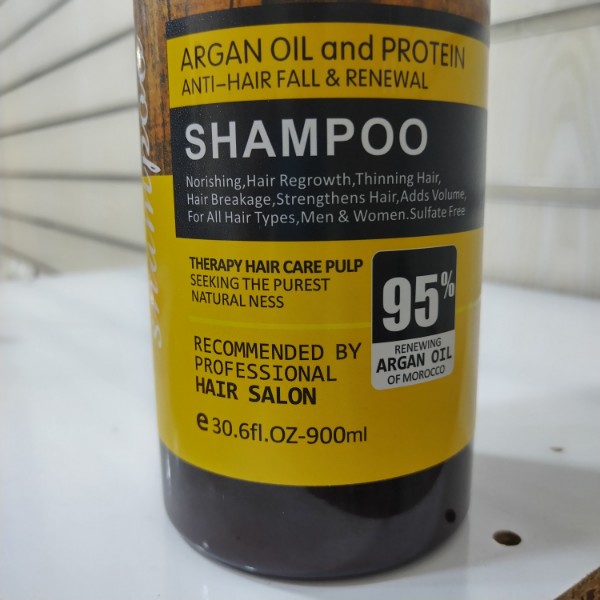 ARGAN OIL and PROTEIN
ANTI-HAIR FALL & RENEWAL
SHAMPOO
Norishing,Hair Regrowth,Thinning Hair,
Hair Breakage,Strengthens Hair,Adds Volume,
For All Hair Types,Men & Women.Sulfate Free
THERAPY HAIR CARE PULP
SEEKING THE PUREST
NATURAL NESS
95%
RENEWING
ARGAN OIL
OF MOROCCO
RECOMMENDED BY
PROFESSIONAL
HAIR SALON
e30.6fl.OZ-900ml